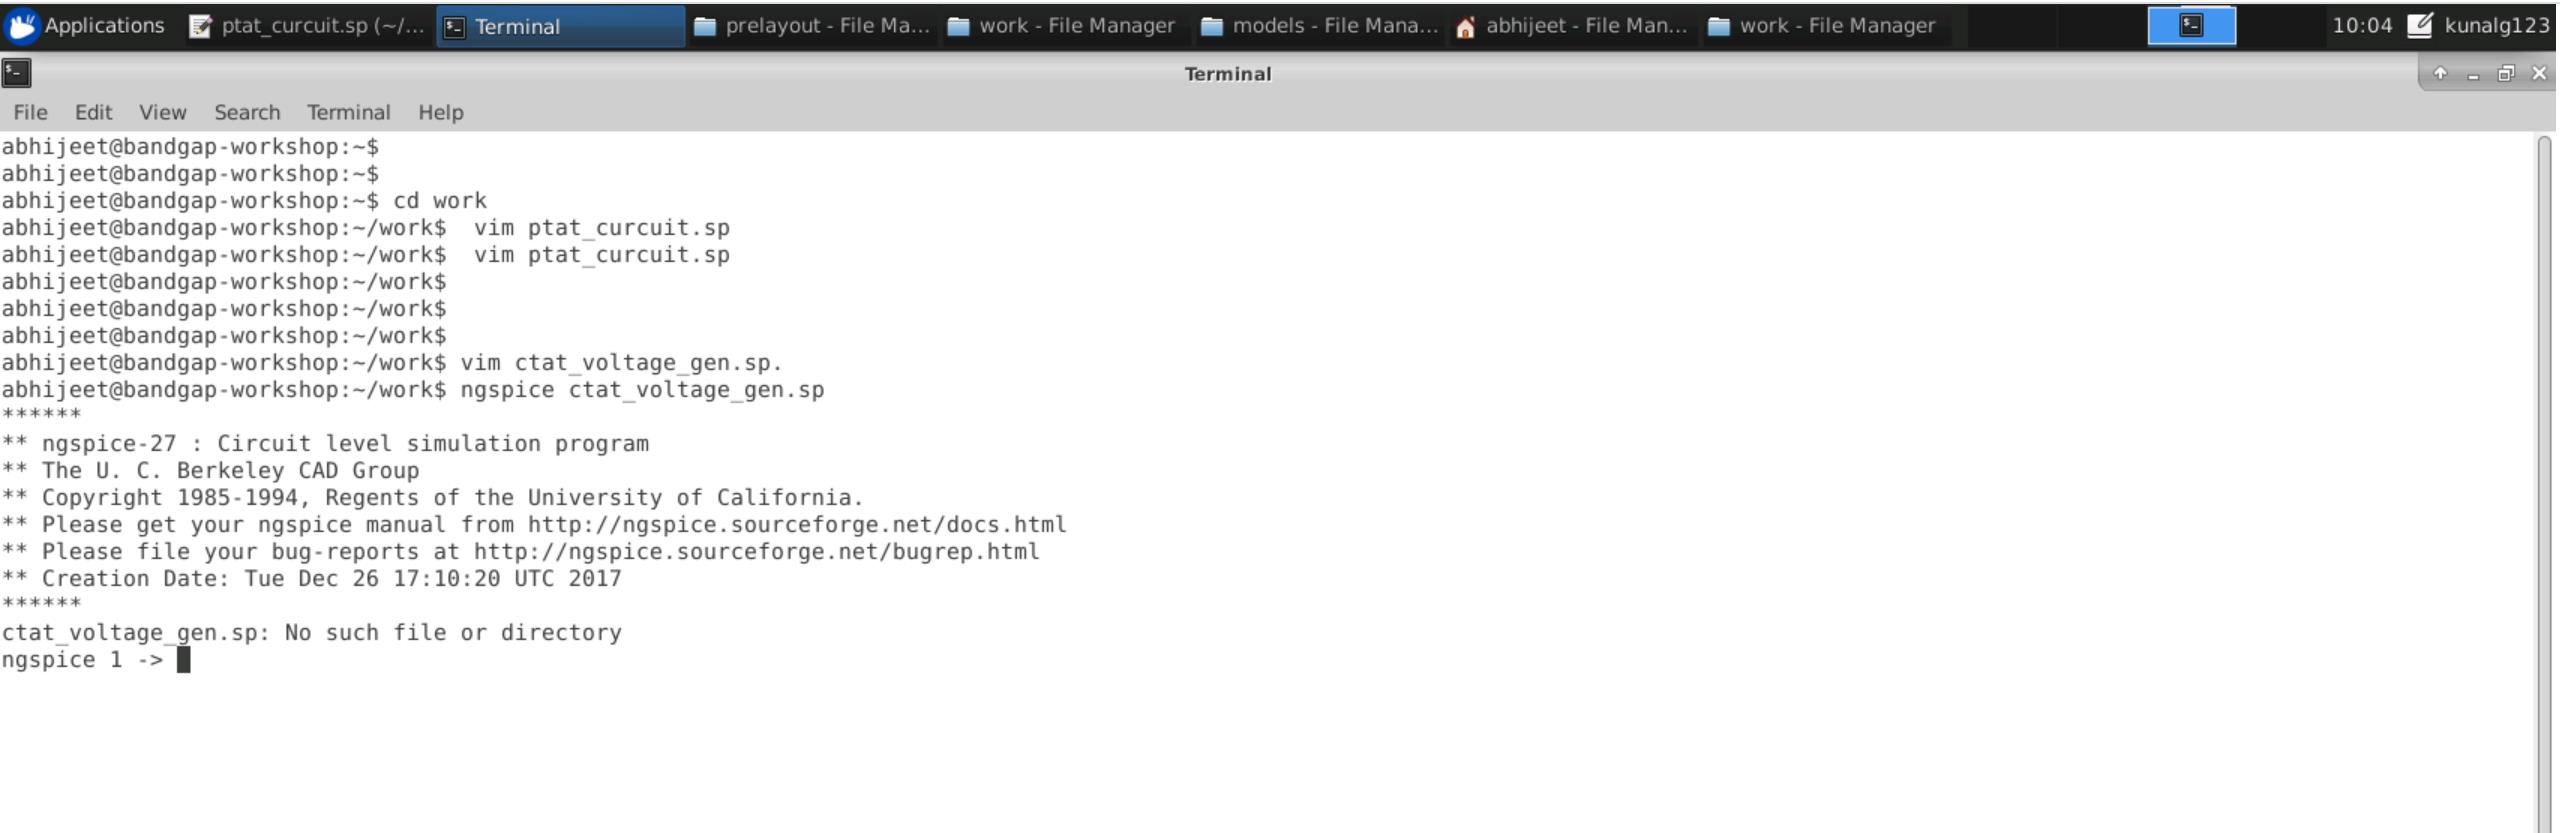 Applications ptat_curcuit.sp (~/... Terminal prelayout - File Ma... work - File Manager models - File Mana... abhijeet - File Man... work - File Manager 10:04 kunalg123
Terminal
File Edit View Search Terminal Help
abhijeet@bandgap-workshop:~$
abhijeet@bandgap-workshop:~$
abhijeet@bandgap-workshop:~$ cd work
abhijeet@bandgap-workshop:~/work$  vim ptat_curcuit.sp
abhijeet@bandgap-workshop:~/work$  vim ptat_curcuit.sp
abhijeet@bandgap-workshop:~/work$
abhijeet@bandgap-workshop:~/work$
abhijeet@bandgap-workshop:~/work$
abhijeet@bandgap-workshop:~/work$ vim ctat_voltage_gen.sp.
abhijeet@bandgap-workshop:~/work$ ngspice ctat_voltage_gen.sp
******
** ngspice-27 : Circuit level simulation program
** The U. C. Berkeley CAD Group
** Copyright 1985-1994, Regents of the University of California.
** Please get your ngspice manual from http://ngspice.sourceforge.net/docs.html
** Please file your bug-reports at http://ngspice.sourceforge.net/bugrep.html
** Creation Date: Tue Dec 26 17:10:20 UTC 2017
******
ctat_voltage_gen.sp: No such file or directory
ngspice 1 ->